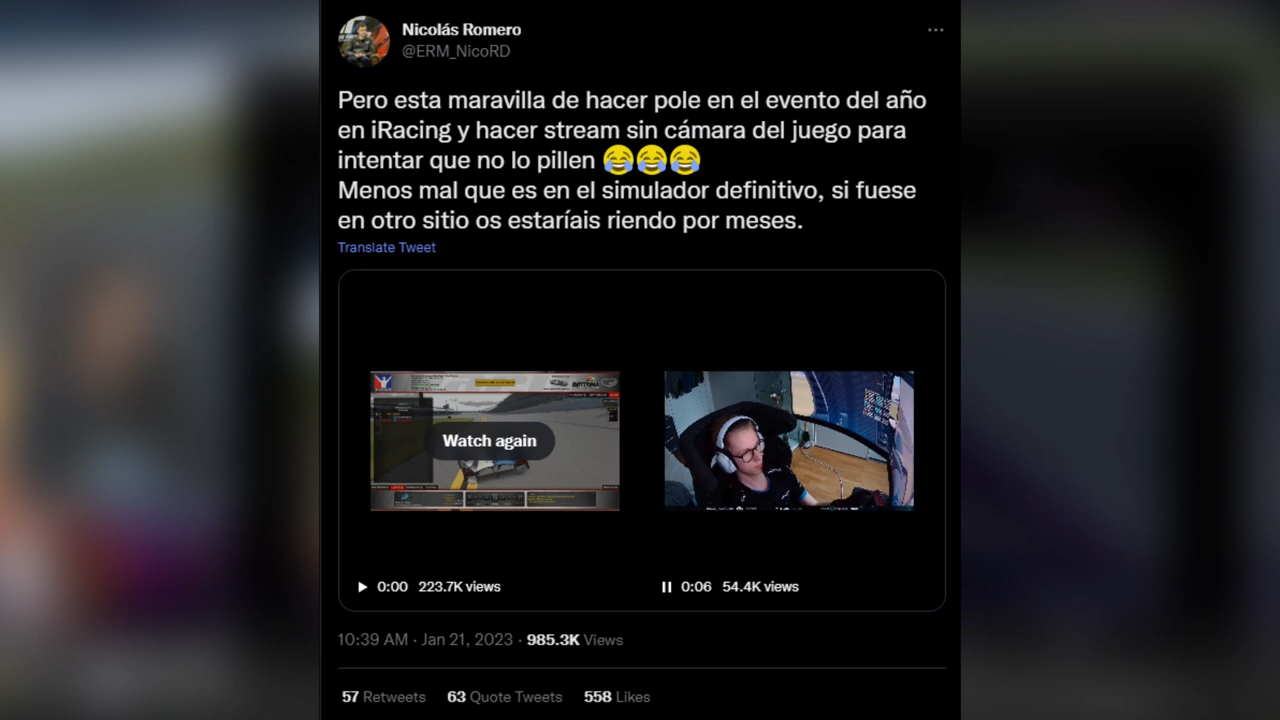 Nicolás Romero
@ERM_NicoRD
Pero esta maravilla de hacer pole en el evento del año
en iRacing y hacer stream sin cámara del juego para
intentar que no lo pillen 😂😂😂
Menos mal que es en el simulador definitivo, si fuese
en otro sitio os estaríais riendo por meses.
Translate Tweet
Watch again
0:00 223.7K views
0:06 54.4K views
10:39 AM · Jan 21, 2023 · 985.3K Views
57 Retweets 63 Quote Tweets 558 Likes